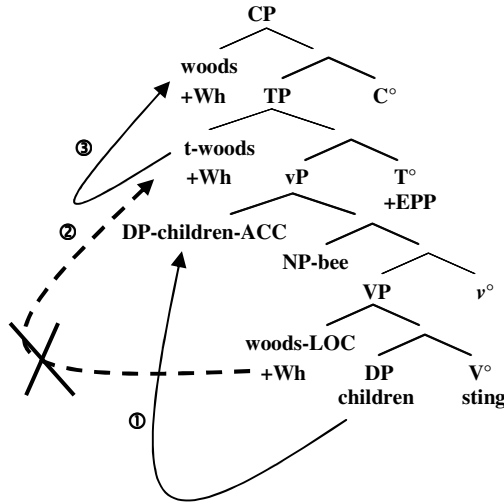 CP
woods
+Wh TP C°
③ t-woods
+Wh vP T°
+EPP
② DP-children-ACC
NP-bee
VP v°
woods-LOC
+Wh DP V°
① children sting